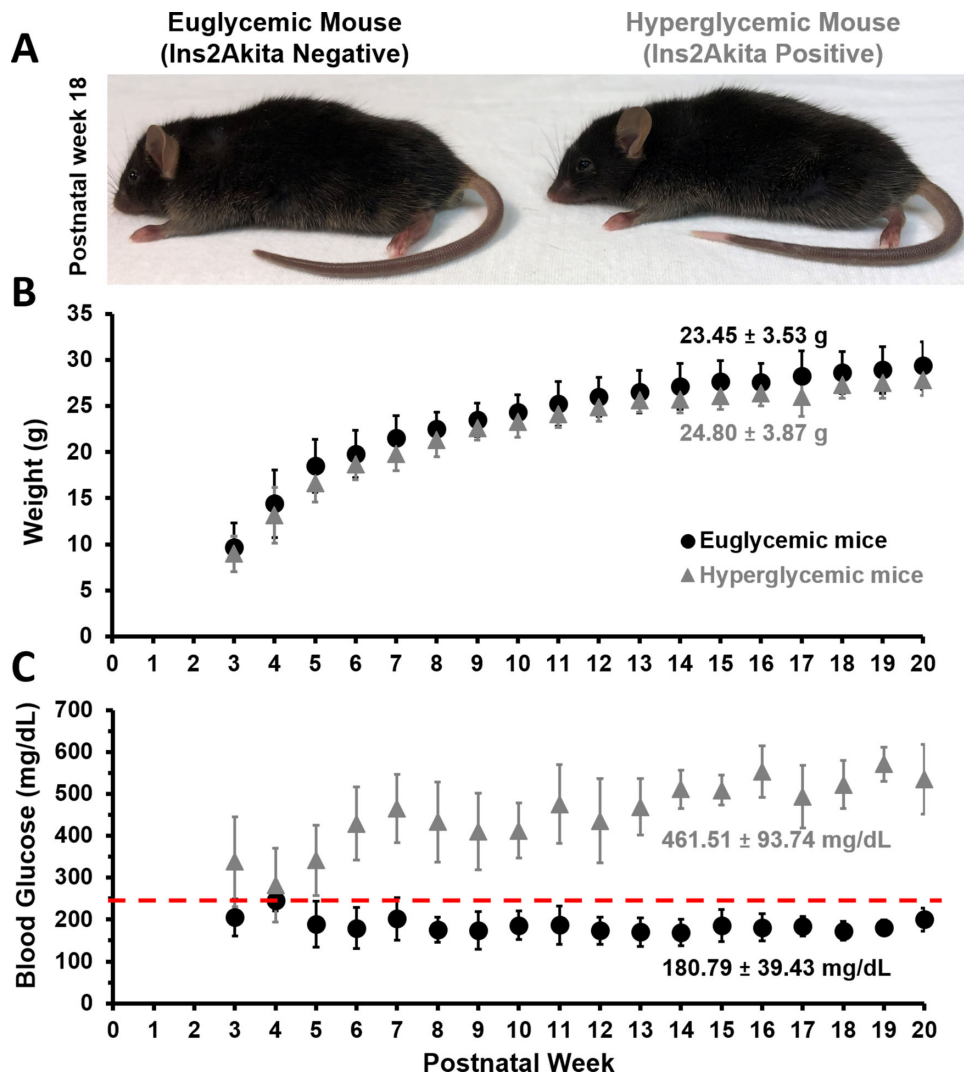 A
Euglycemic Mouse
(Ins2Akita Negative)
Hyperglycemic Mouse
(Ins2Akita Positive)
Postnatal week 18
B
Weight (g)
35
30
25
20
15
10
5
0
23.45 ± 3.53 g
24.80 ± 3.87 g
Euglycemic mice
Hyperglycemic mice
0 1 2 3 4 5 6 7 8 9 10 11 12 13 14 15 16 17 18 19 20
C
Blood Glucose (mg/dL)
700
600
500
400
300
200
100
0
461.51 ± 93.74 mg/dL
180.79 ± 39.43 mg/dL
0 1 2 3 4 5 6 7 8 9 10 11 12 13 14 15 16 17 18 19 20
Postnatal Week